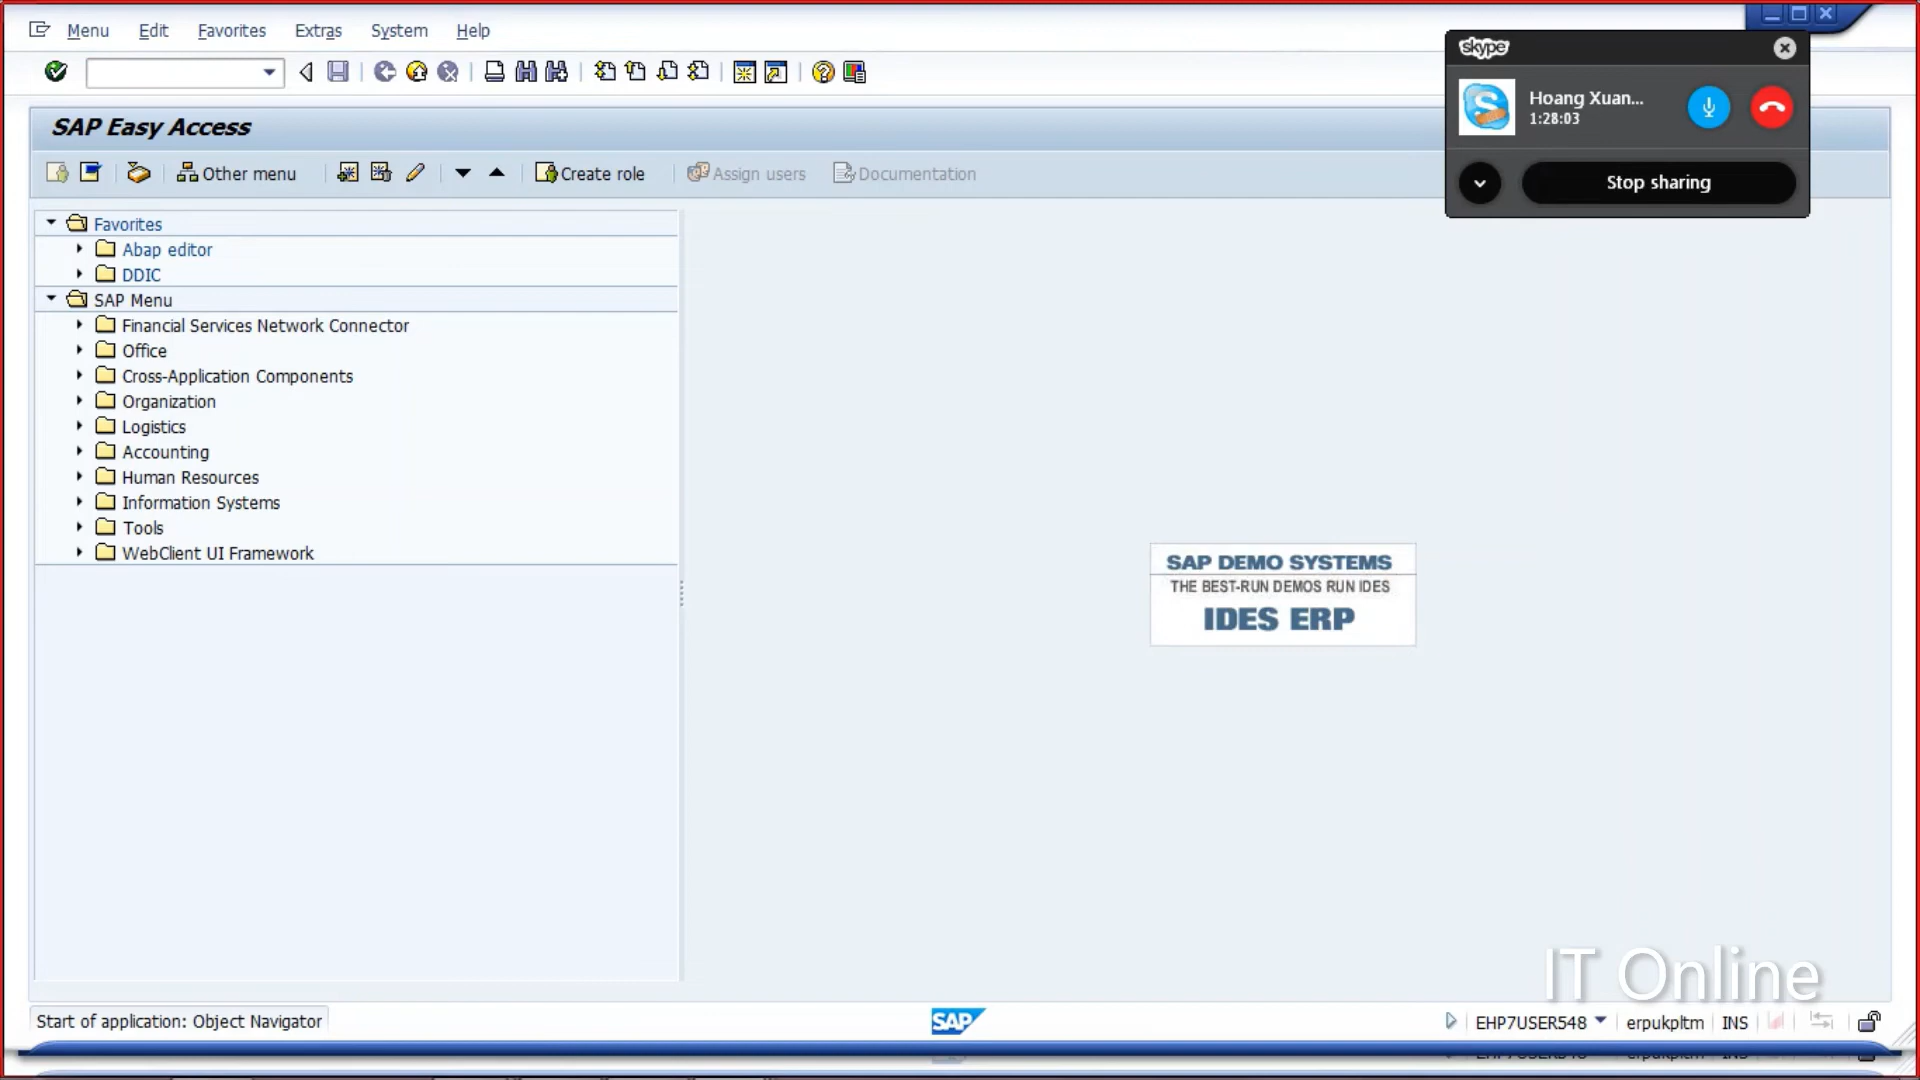 Menu Edit Favorites Extras System Help
skype
Hoang Xuan...
1:28:03
Stop sharing
SAP Easy Access
Other menu Create role Assign users Documentation
Favorites
Abap editor
DDIC
SAP Menu
Financial Services Network Connector
Office
Cross-Application Components
Organization
Logistics
Accounting
Human Resources
Information Systems
Tools
WebClient UI Framework
SAP DEMO SYSTEMS
THE BEST-RUN DEMOS RUN IDES
IDES ERP
IT Online
Start of application: Object Navigator
SAP
EHP7USER548 erpukpltm INS